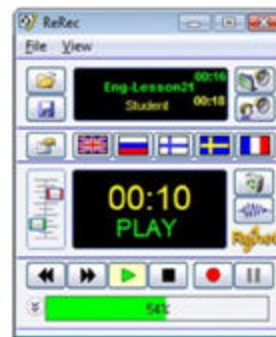 ReRec
File View
00:16
Eng-Lesson21
Student 00:18
00:10
PLAY
54%